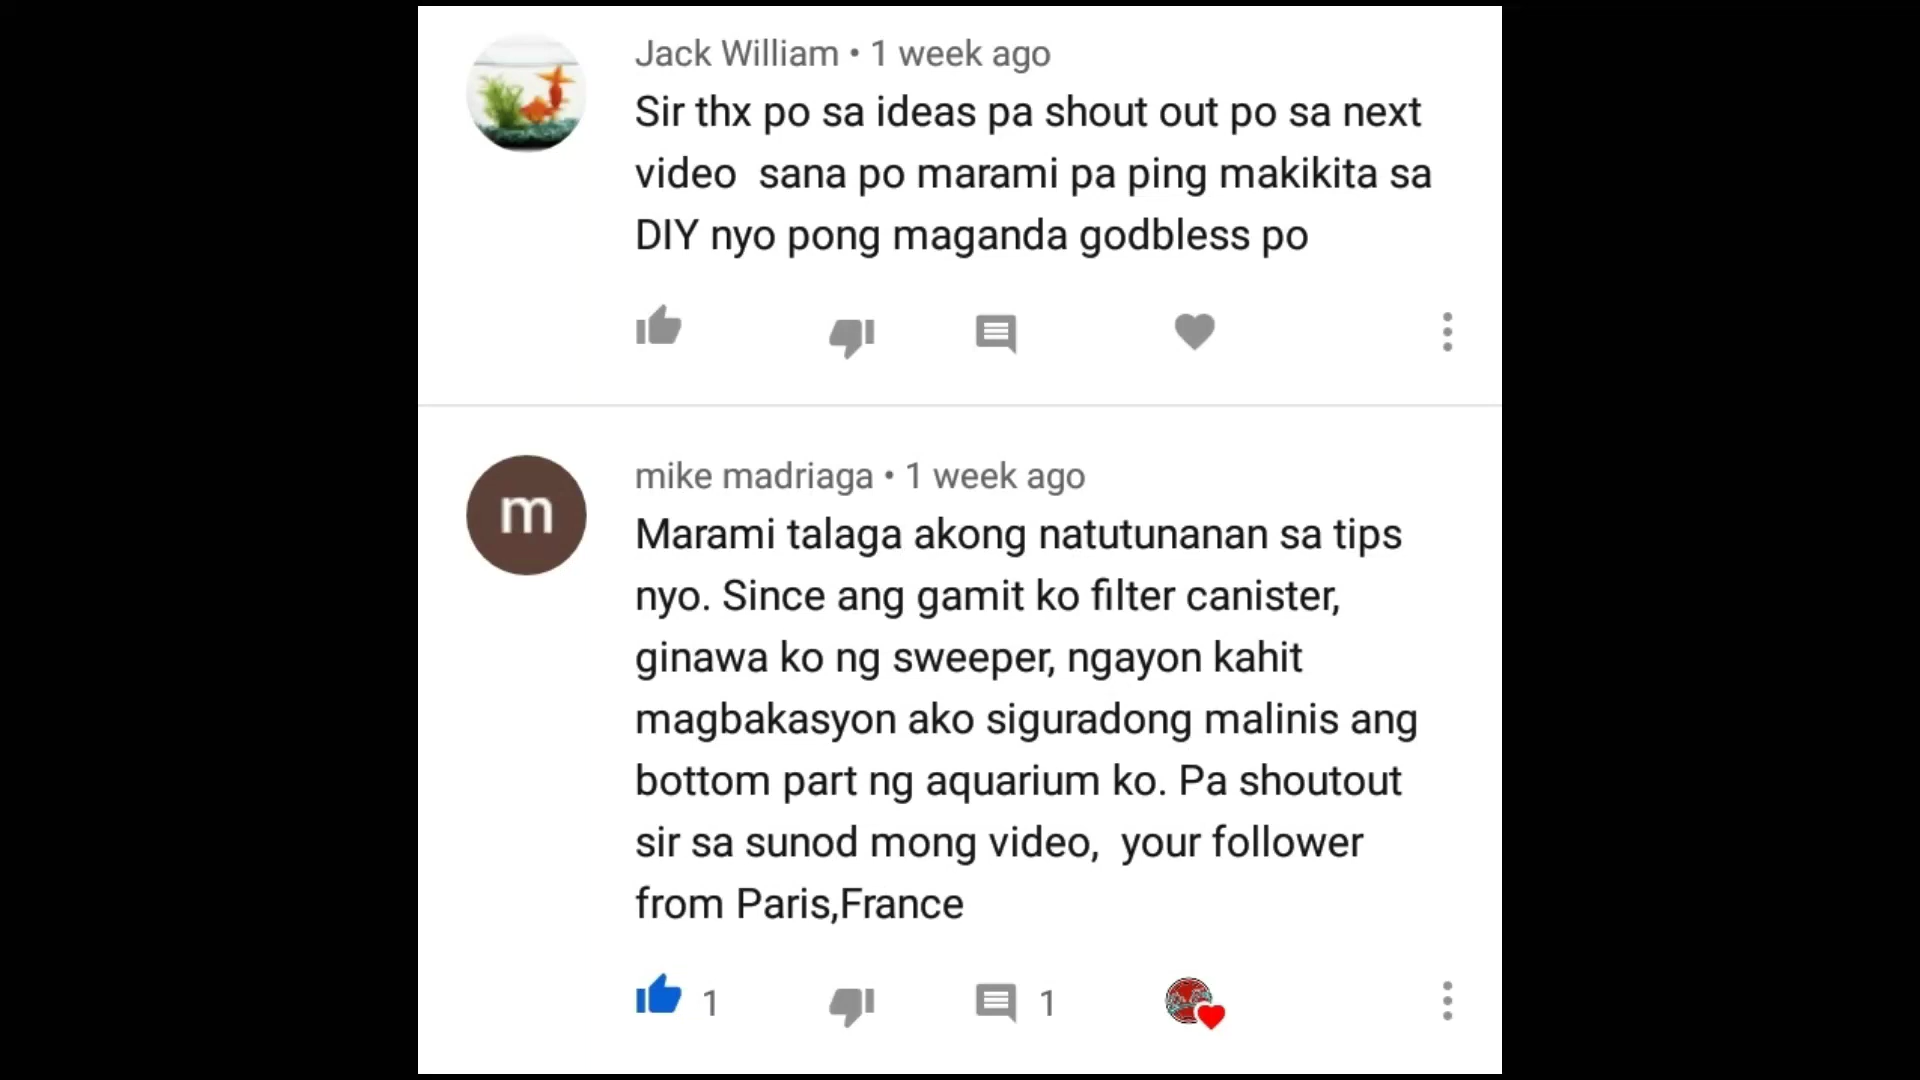 Jack William • 1 week ago
Sir thx po sa ideas pa shout out po sa next
video  sana po marami pa ping makikita sa
DIY nyo pong maganda godbless po
m
mike madriaga • 1 week ago
Marami talaga akong natutunanan sa tips
nyo. Since ang gamit ko filter canister,
ginawa ko ng sweeper, ngayon kahit
magbakasyon ako siguradong malinis ang
bottom part ng aquarium ko. Pa shoutout
sir sa sunod mong video,  your follower
from Paris,France
1 1